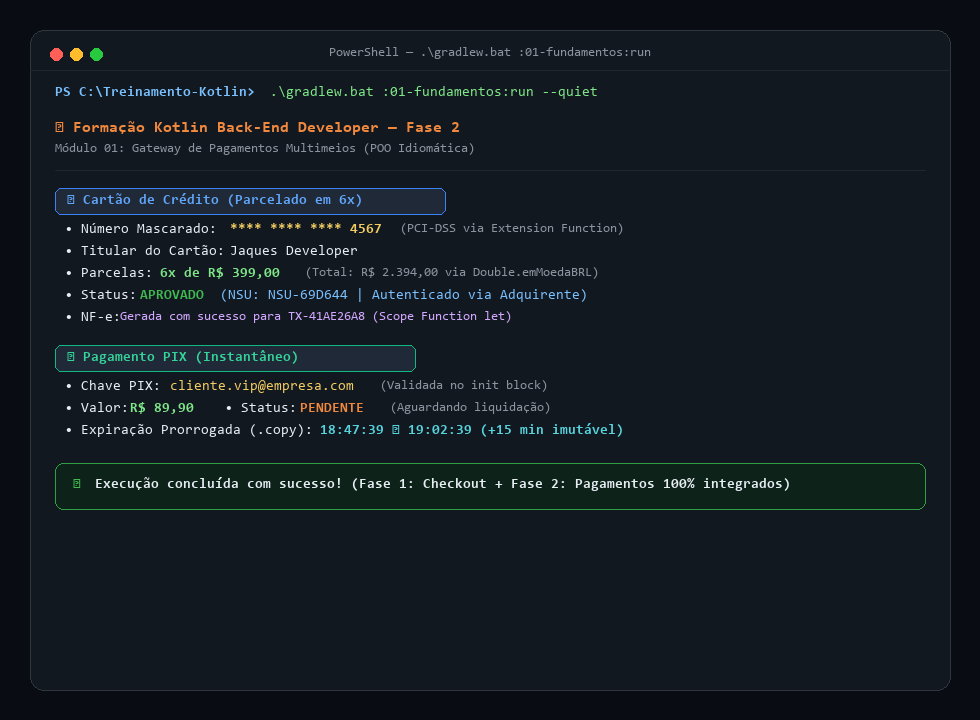 PowerShell — .\gradlew.bat :01-fundamentos:run
PS C:\Treinamento-Kotlin> .\gradlew.bat :01-fundamentos:run --quiet
Formação Kotlin Back-End Developer — Fase 2
Módulo 01: Gateway de Pagamentos Multimeios (POO Idiomática)
Cartão de Crédito (Parcelado em 6x)
• Número Mascarado: **** **** **** 4567 (PCI-DSS via Extension Function)
• Titular do Cartão: Jaques Developer
• Parcelas: 6x de R$ 399,00 (Total: R$ 2.394,00 via Double.emMoedaBRL)
• Status: APROVADO (NSU: NSU-69D644 | Autenticado via Adquirente)
• NF-e: Gerada com sucesso para TX-41AE26A8 (Scope Function let)
Pagamento PIX (Instantâneo)
• Chave PIX: cliente.vip@empresa.com (Validada no init block)
• Valor: R$ 89,90 • Status: PENDENTE (Aguardando liquidação)
• Expiração Prorrogada (.copy): 18:47:39 19:02:39 (+15 min imutável)
Execução concluída com sucesso! (Fase 1: Checkout + Fase 2: Pagamentos 100% integrados)